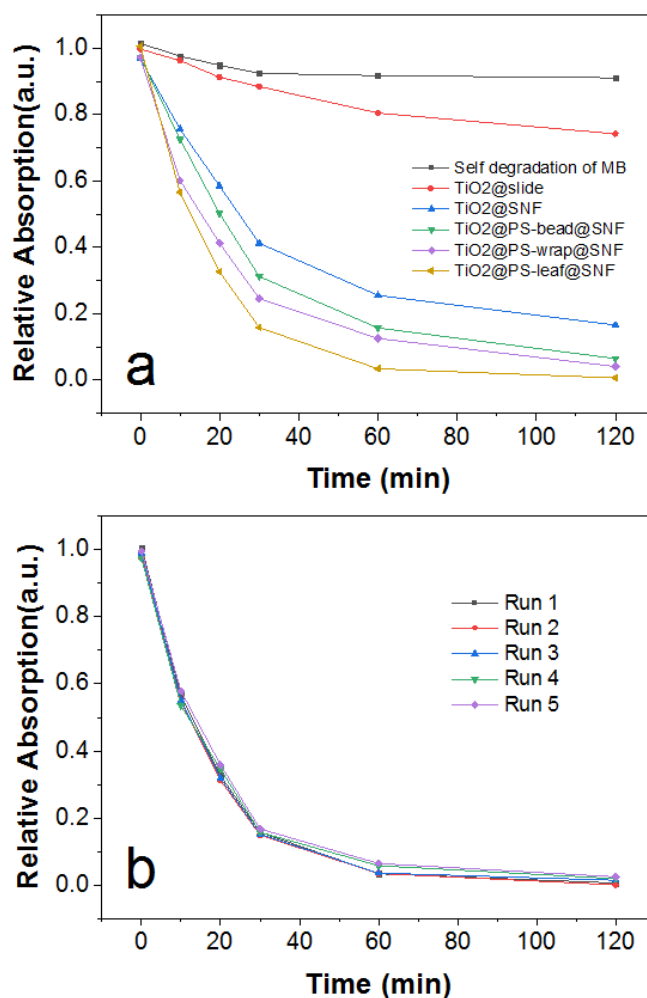 Relative Absorption(a.u.)
1.0
0.8
0.6
0.4
0.2
0.0
Self degradation of MB
TiO2@slide
TiO2@SNF
TiO2@PS-bead@SNF
TiO2@PS-wrap@SNF
TiO2@PS-leaf@SNF
a
0 20 40 60 80 100 120
Time (min)
Relative Absorption(a.u.)
1.0
0.8
0.6
0.4
0.2
0.0
Run 1
Run 2
Run 3
Run 4
Run 5
b
0 20 40 60 80 100 120
Time (min)